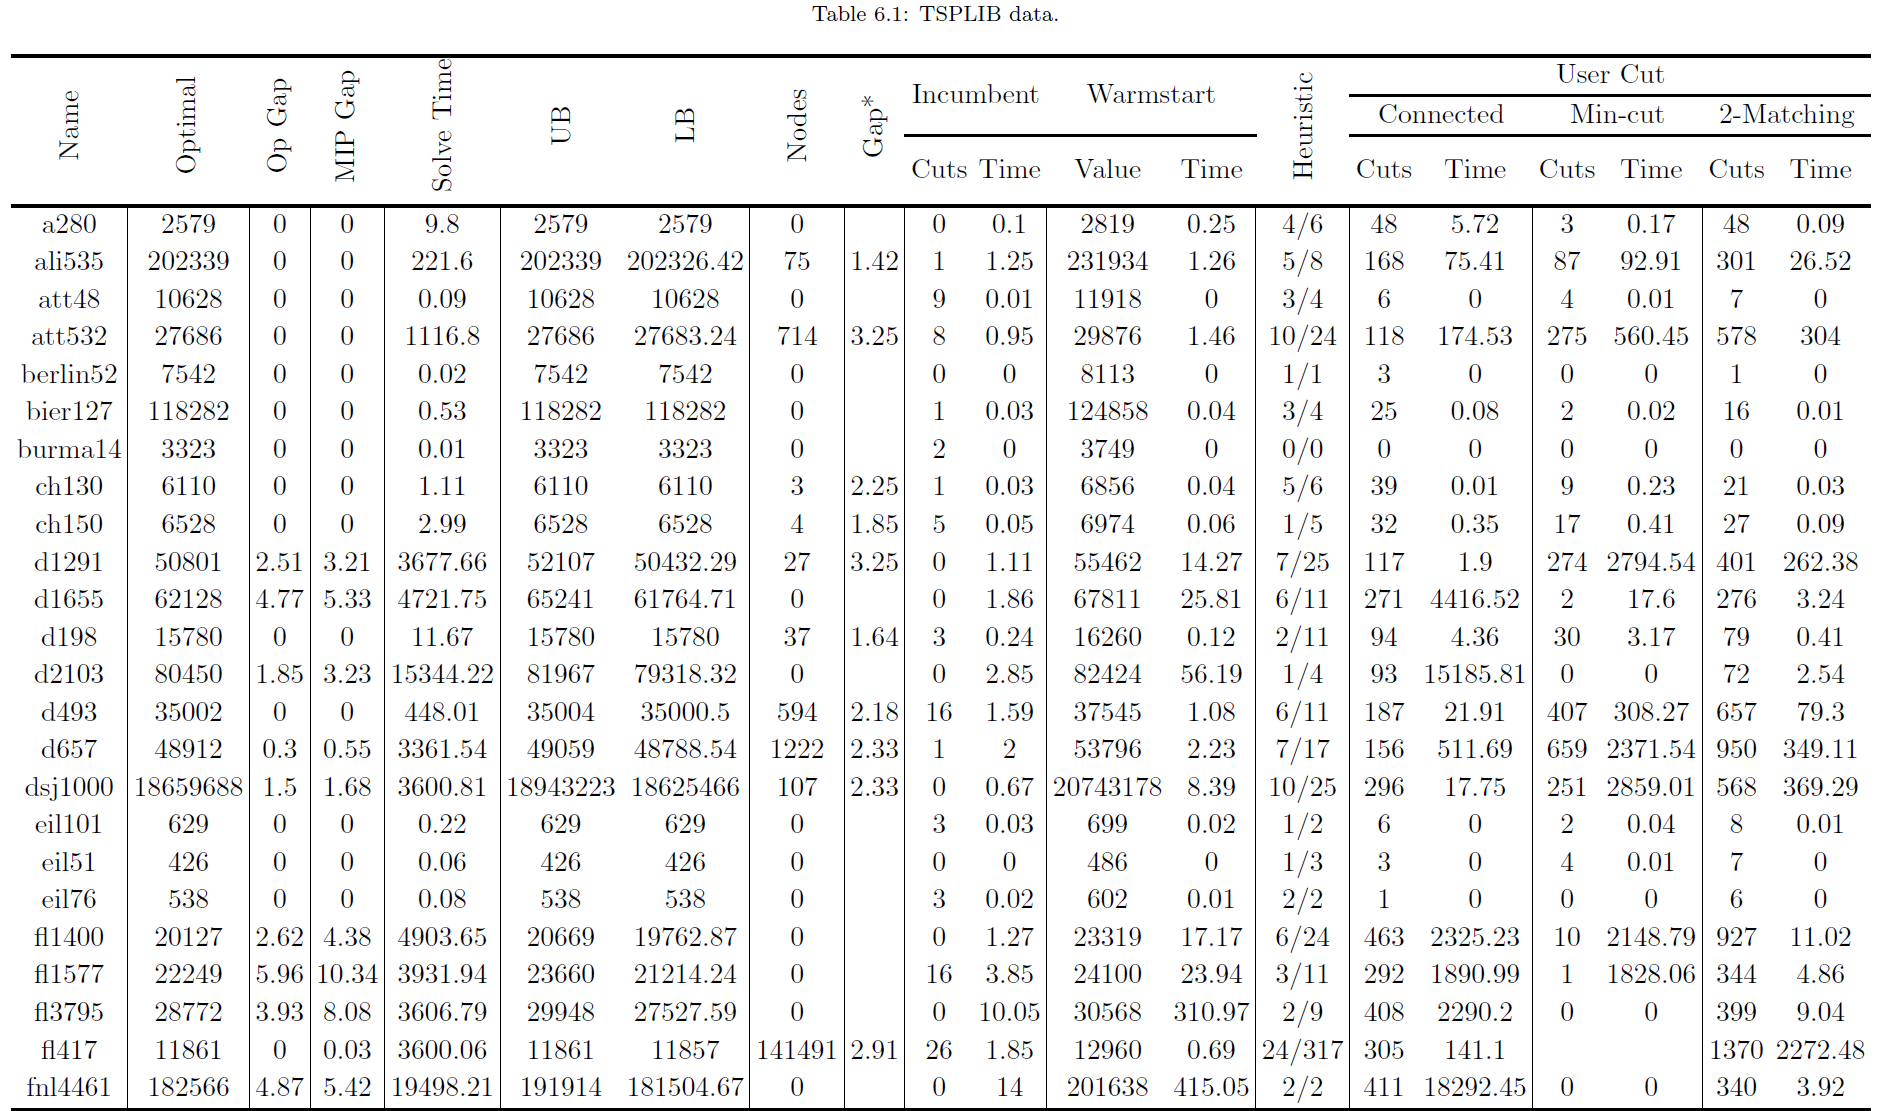 Table 6.1: TSPLIB data.
Name Optimal Op Gap MIP Gap Solve Time UB LB Nodes Gap* Incumbent Warmstart Heuristic User Cut
Connected Min-cut 2-Matching
Cuts Time Value Time Cuts Time Cuts Time Cuts Time
a280 2579 0 0 9.8 2579 2579 0 0 0.1 2819 0.25 4/6 48 5.72 3 0.17 48 0.09
ali535 202339 0 0 221.6 202339 202326.42 75 1.42 1 1.25 231934 1.26 5/8 168 75.41 87 92.91 301 26.52
att48 10628 0 0 0.09 10628 10628 0 9 0.01 11918 0 3/4 6 0 4 0.01 7 0
att532 27686 0 0 1116.8 27686 27683.24 714 3.25 8 0.95 29876 1.46 10/24 118 174.53 275 560.45 578 304
berlin52 7542 0 0 0.02 7542 7542 0 0 0 8113 0 1/1 3 0 0 0 1 0
bier127 118282 0 0 0.53 118282 118282 0 1 0.03 124858 0.04 3/4 25 0.08 2 0.02 16 0.01
burma14 3323 0 0 0.01 3323 3323 0 2 0 3749 0 0/0 0 0 0 0 0 0
ch130 6110 0 0 1.11 6110 6110 3 2.25 1 0.03 6856 0.04 5/6 39 0.01 9 0.23 21 0.03
ch150 6528 0 0 2.99 6528 6528 4 1.85 5 0.05 6974 0.06 1/5 32 0.35 17 0.41 27 0.09
d1291 50801 2.51 3.21 3677.66 52107 50432.29 27 3.25 0 1.11 55462 14.27 7/25 117 1.9 274 2794.54 401 262.38
d1655 62128 4.77 5.33 4721.75 65241 61764.71 0 0 1.86 67811 25.81 6/11 271 4416.52 2 17.6 276 3.24
d198 15780 0 0 11.67 15780 15780 37 1.64 3 0.24 16260 0.12 2/11 94 4.36 30 3.17 79 0.41
d2103 80450 1.85 3.23 15344.22 81967 79318.32 0 0 2.85 82424 56.19 1/4 93 15185.81 0 0 72 2.54
d493 35002 0 0 448.01 35004 35000.5 594 2.18 16 1.59 37545 1.08 6/11 187 21.91 407 308.27 657 79.3
d657 48912 0.3 0.55 3361.54 49059 48788.54 1222 2.33 1 2 53796 2.23 7/17 156 511.69 659 2371.54 950 349.11
dsj1000 18659688 1.5 1.68 3600.81 18943223 18625466 107 2.33 0 0.67 20743178 8.39 10/25 296 17.75 251 2859.01 568 369.29
eil101 629 0 0 0.22 629 629 0 3 0.03 699 0.02 1/2 6 0 2 0.04 8 0.01
eil51 426 0 0 0.06 426 426 0 0 0 486 0 1/3 3 0 4 0.01 7 0
eil76 538 0 0 0.08 538 538 0 3 0.02 602 0.01 2/2 1 0 0 0 6 0
fl1400 20127 2.62 4.38 4903.65 20669 19762.87 0 0 1.27 23319 17.17 6/24 463 2325.23 10 2148.79 927 11.02
fl1577 22249 5.96 10.34 3931.94 23660 21214.24 0 16 3.85 24100 23.94 3/11 292 1890.99 1 1828.06 344 4.86
fl3795 28772 3.93 8.08 3606.79 29948 27527.59 0 0 10.05 30568 310.97 2/9 408 2290.2 0 0 399 9.04
fl417 11861 0 0.03 3600.06 11861 11857 141491 2.91 26 1.85 12960 0.69 24/317 305 141.1 1370 2272.48
fnl4461 182566 4.87 5.42 19498.21 191914 181504.67 0 0 14 201638 415.05 2/2 411 18292.45 0 0 340 3.92